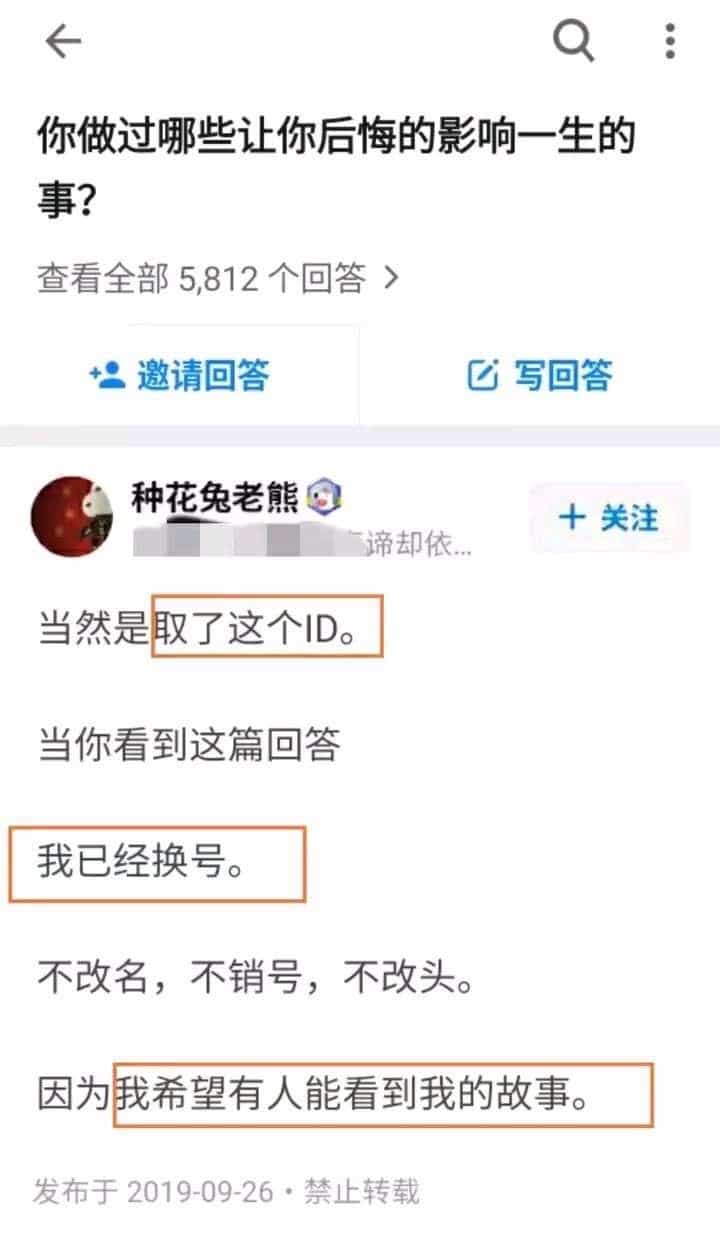 你做过哪些让你后悔的影响一生的
事？
查看全部 5,812 个回答
邀请回答
写回答
种花兔老熊
谛却依...
+ 关注
当然是取了这个ID。
当你看到这篇回答
我已经换号。
不改名，不销号，不改头。
因为我希望有人能看到我的故事。
发布于 2019-09-26・禁止转载